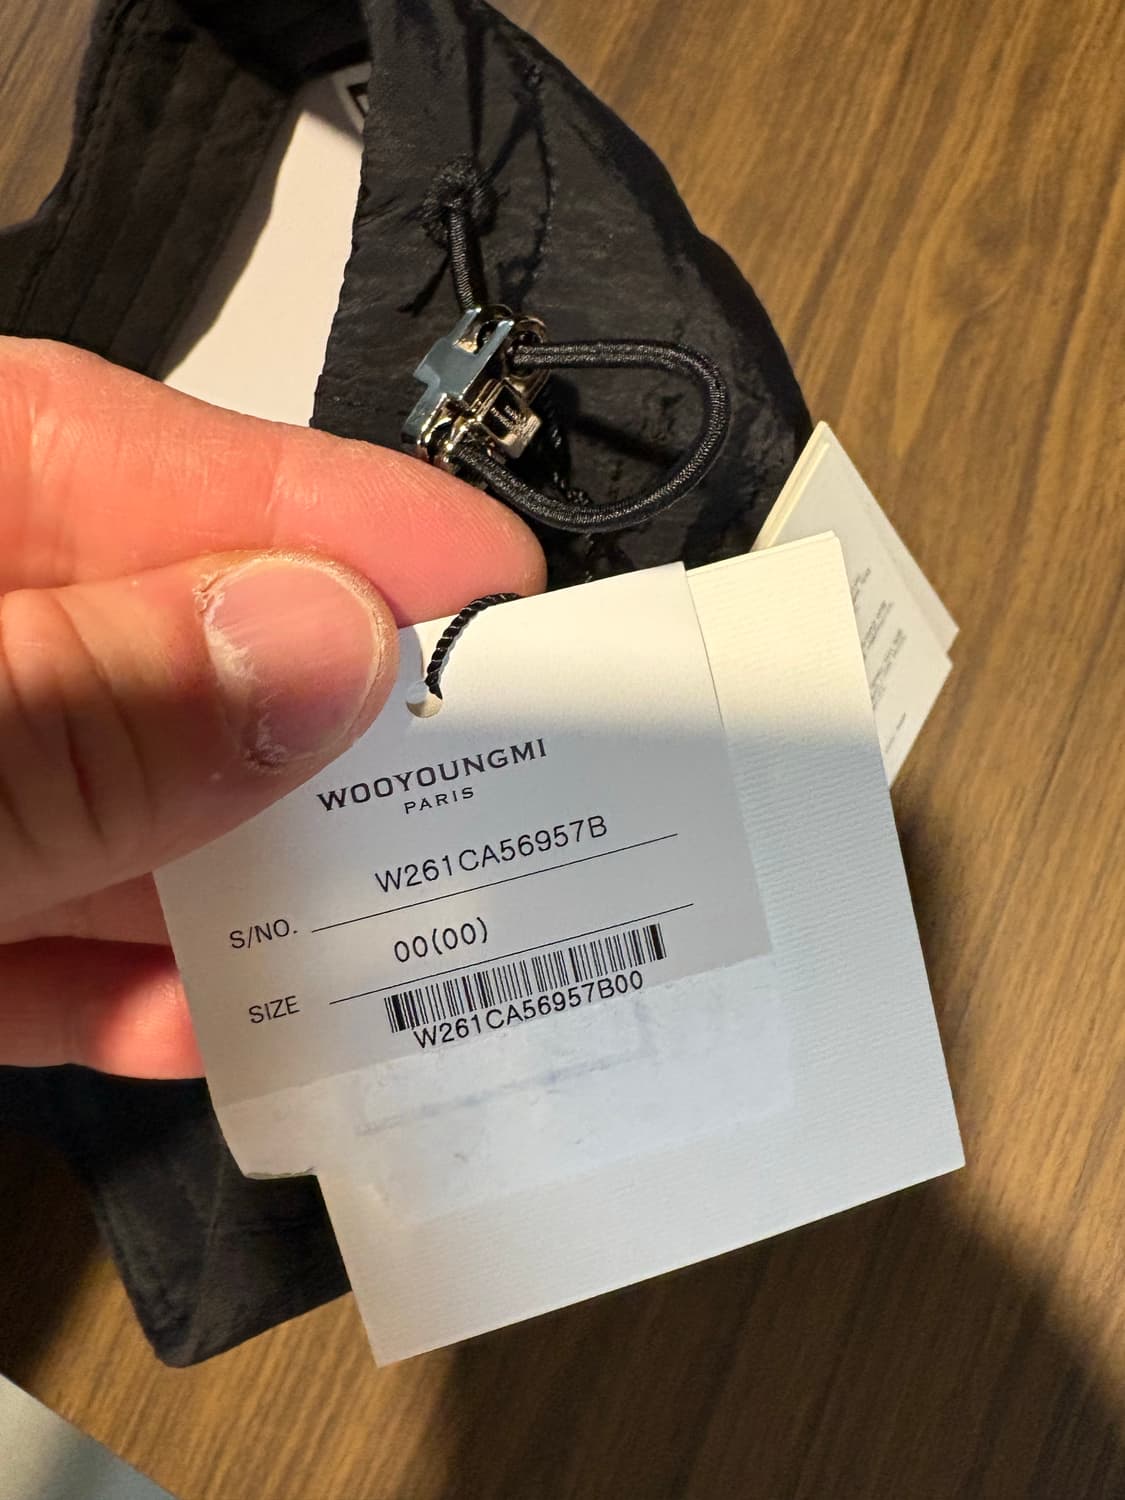 WOOYOUNGMI
PARIS
W261CA56957B
S/NO.
00(00)
SIZE
W261CA56957B00